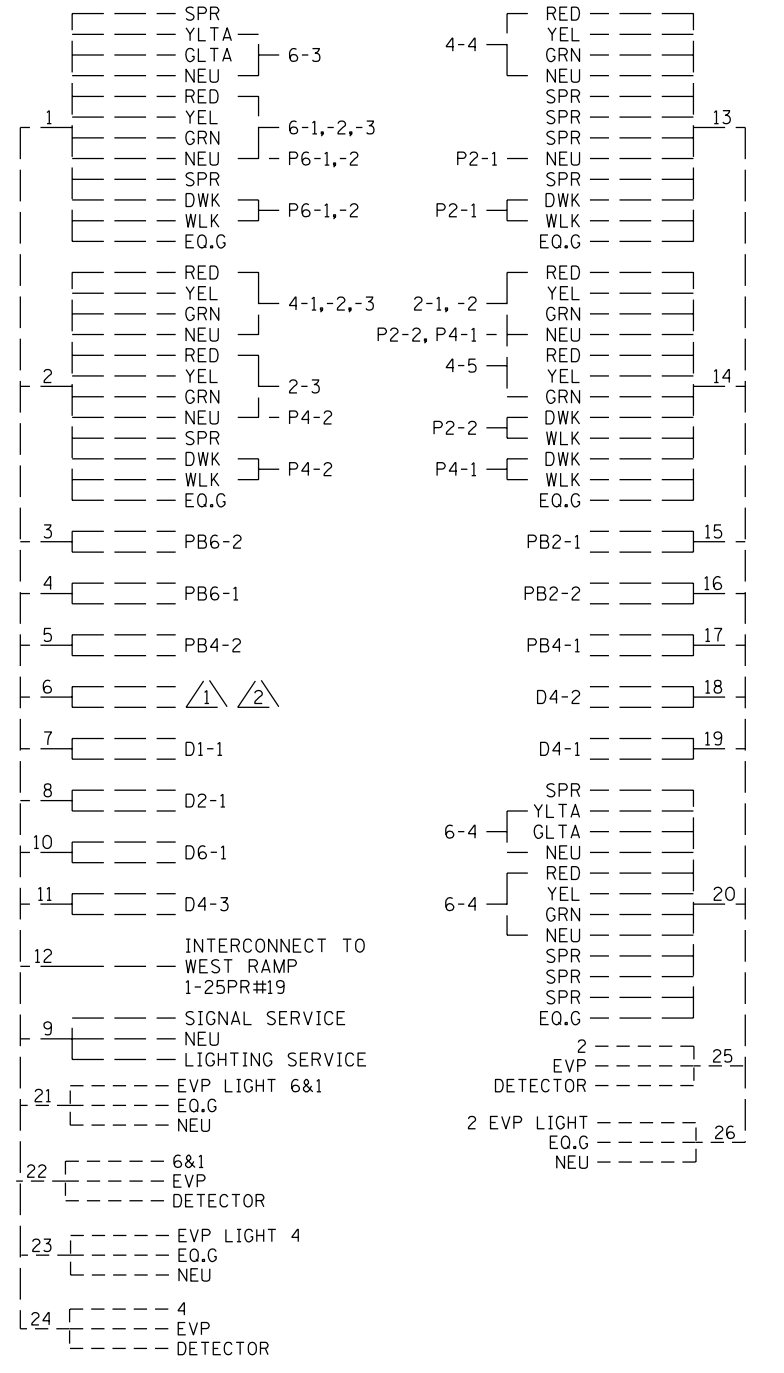 SPR
YLTA
GLTA
NEU
6-3
RED
YEL
GRN
NEU
6-1,-2,-3
P6-1,-2
SPR
DWK
WLK
P6-1,-2
EQ.G
1
RED
YEL
GRN
NEU
4-1,-2,-3
RED
YEL
GRN
NEU
2-3
P4-2
SPR
DWK
WLK
P4-2
EQ.G
2
3
PB6-2
4
PB6-1
5
PB4-2
6
1
2
7
D1-1
8
D2-1
10
D6-1
11
D4-3
12
INTERCONNECT TO
WEST RAMP
1-25PR#19
9
SIGNAL SERVICE
NEU
LIGHTING SERVICE
21
EVP LIGHT 6&1
EQ.G
NEU
22
6&1
EVP
DETECTOR
23
EVP LIGHT 4
EQ.G
NEU
24
4
EVP
DETECTOR
4-4
RED
YEL
GRN
NEU
SPR
SPR
SPR
P2-1
NEU
SPR
P2-1
DWK
WLK
EQ.G
13
2-1, -2
RED
YEL
GRN
P2-2, P4-1
NEU
4-5
RED
YEL
GRN
P2-2
DWK
WLK
P4-1
DWK
WLK
EQ.G
14
PB2-1
15
PB2-2
16
PB4-1
17
D4-2
18
D4-1
19
SPR
6-4
YLTA
GLTA
NEU
6-4
RED
YEL
GRN
NEU
SPR
SPR
SPR
EQ.G
20
2
EVP
DETECTOR
25
2 EVP LIGHT
EQ.G
NEU
26